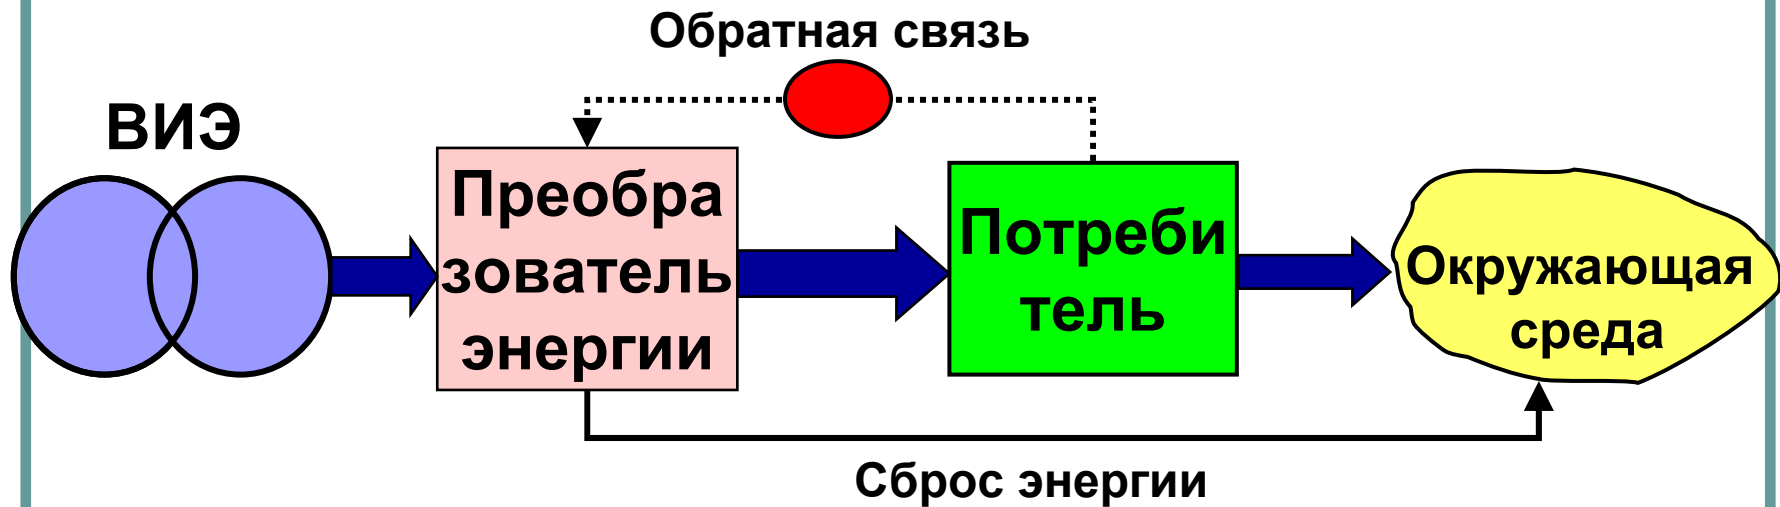 Обратная связь
ВИЭ
Преобра
зователь
энергии
Потреби
тель
Окружающая
среда
Сброс энергии